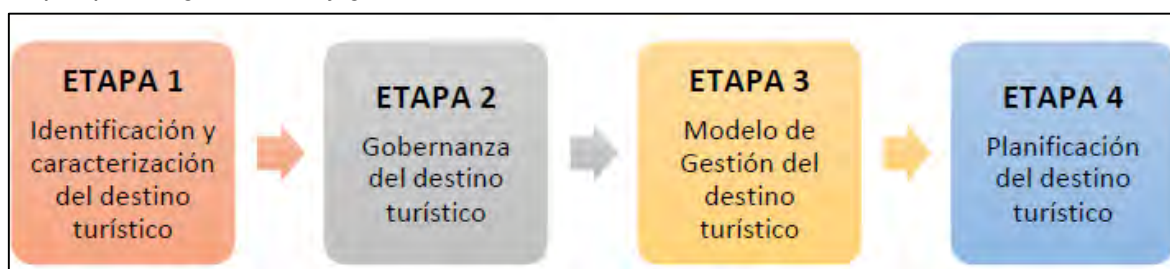 ETAPA 1
Identificación y
caracterización
del destino
turístico
ETAPA 2
Gobernanza
del destino
turístico
ETAPA 3
Modelo de
Gestión del
destino
turístico
ETAPA 4
Planificación
del destino
turístico